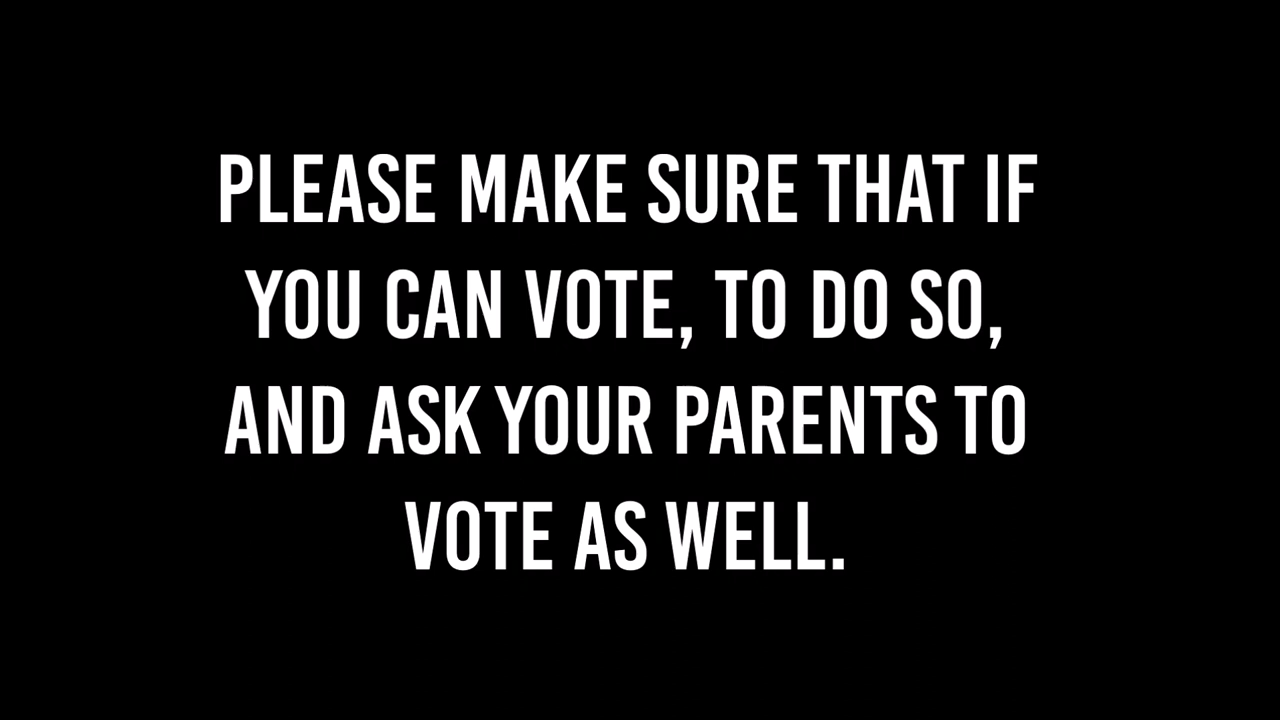 PLEASE MAKE SURE THAT IF
YOU CAN VOTE, TO DO SO,
AND ASK YOUR PARENTS TO
VOTE AS WELL.